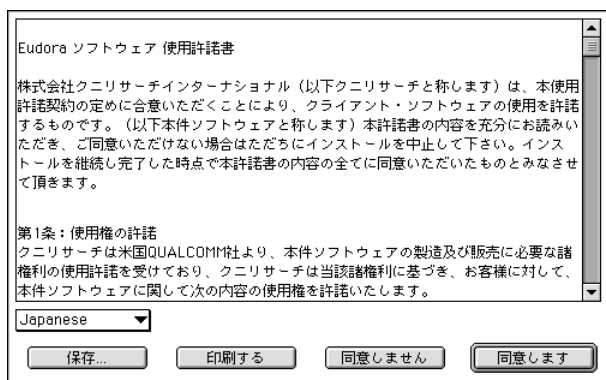 Eudora ソフトウェア 使用許諾書
株式会社クニリサーチインターナショナル（以下クニリサーチと称します）は、本使用
許諾契約の定めに合意いただくことにより、クライアント・ソフトウェアの使用を許諾
するものです。（以下本件ソフトウェアと称します）本許諾書の内容を充分にお読みい
ただき、ご同意いただけない場合はただちにインストールを中止して下さい。インス
トールを継続し完了した時点で本許諾書の内容の全てに同意いただいたものとみなさせ
て頂きます。
第1条：使用権の許諾
クニリサーチは米国QUALCOMM社より、本件ソフトウェアの製造及び販売に必要な諸
権利の使用許諾を受けており、クニリサーチは当該諸権利に基づき、お客様に対して、
本件ソフトウェアに関して次の内容の使用権を許諾いたします。
Japanese
保存...
印刷する
同意しません
同意します